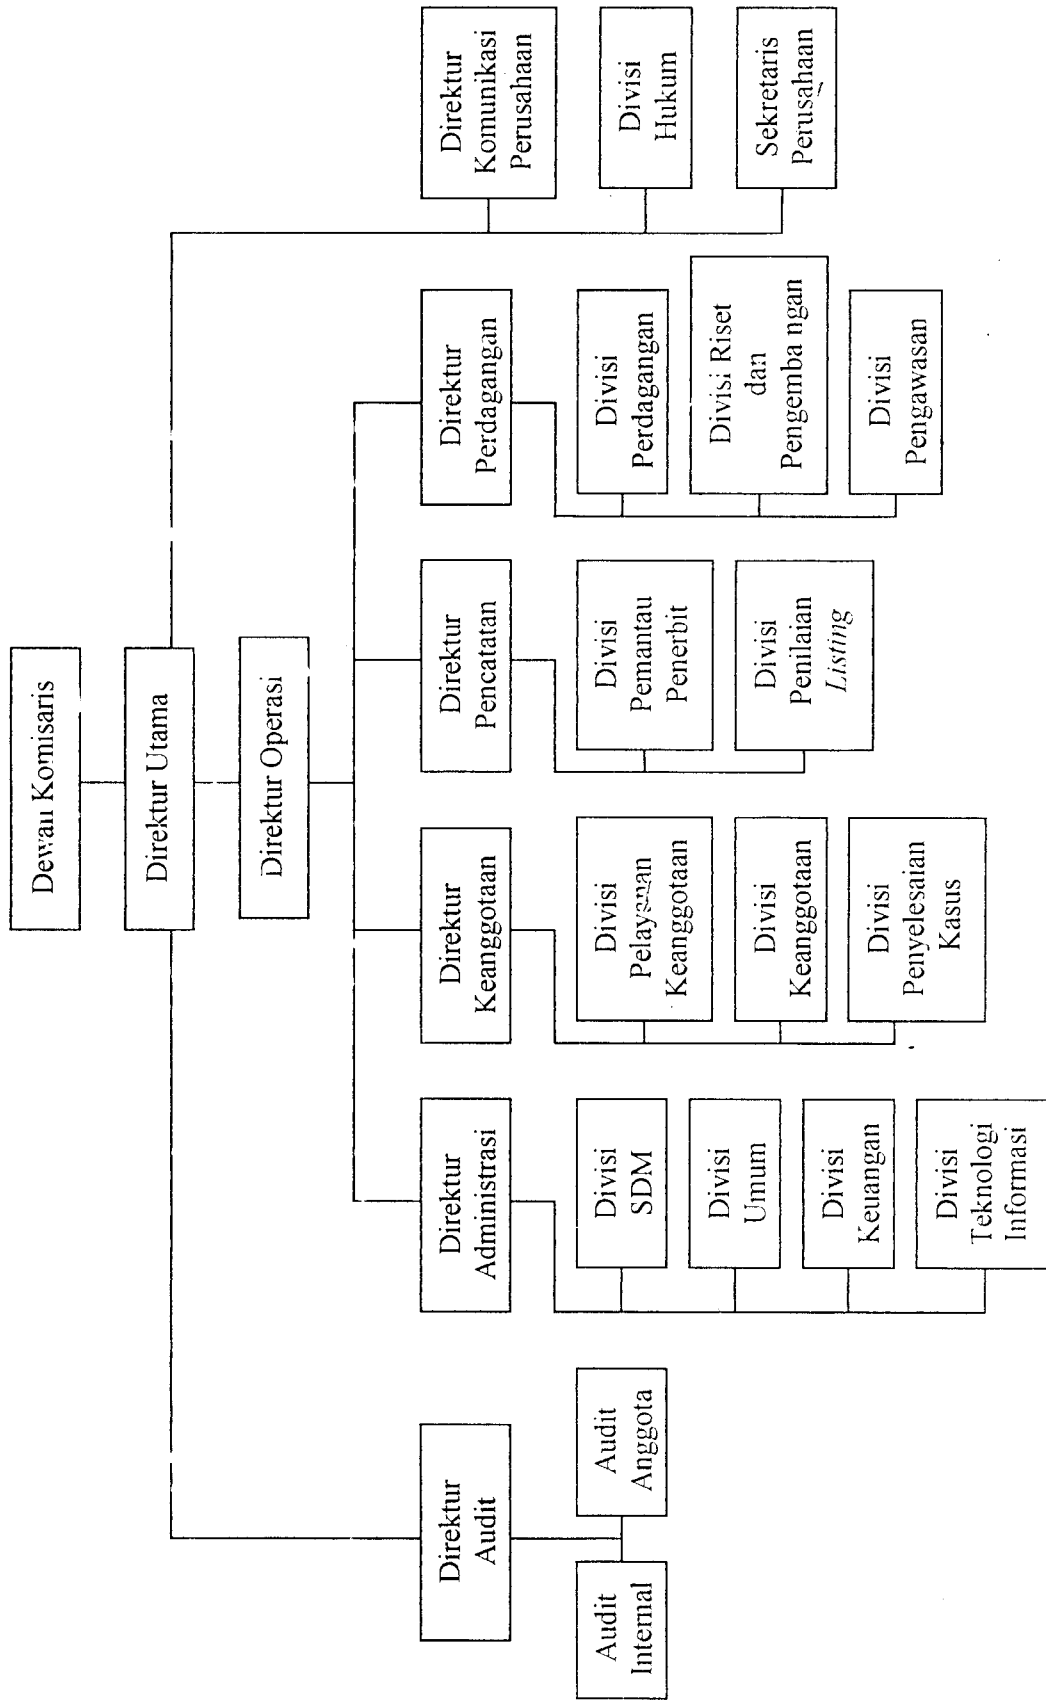 Dewan Komisaris
Direktur Utama
Direktur Operasi
Direktur
Audit
Audit
Internal
Audit
Anggota
Direktur
Administrasi
Divisi
SDM
Divisi
Umum
Divisi
Keuangan
Divisi
Teknologi
Informasi
Direktur
Keanggotaan
Divisi
Pelayanan
Keanggotaan
Divisi
Keanggotaan
Divisi
Penyelesaian
Kasus
Direktur
Pencatatan
Divisi
Pemantau
Penerbit
Divisi
Penilaian
Listing
Direktur
Perdagangan
Divisi
Perdagangan
Divisi Riset
dan
Pengemba ngan
Divisi
Pengawasan
Direktur
Komunikasi
Perusahaan
Divisi
Hukum
Sekretaris
Perusahaan